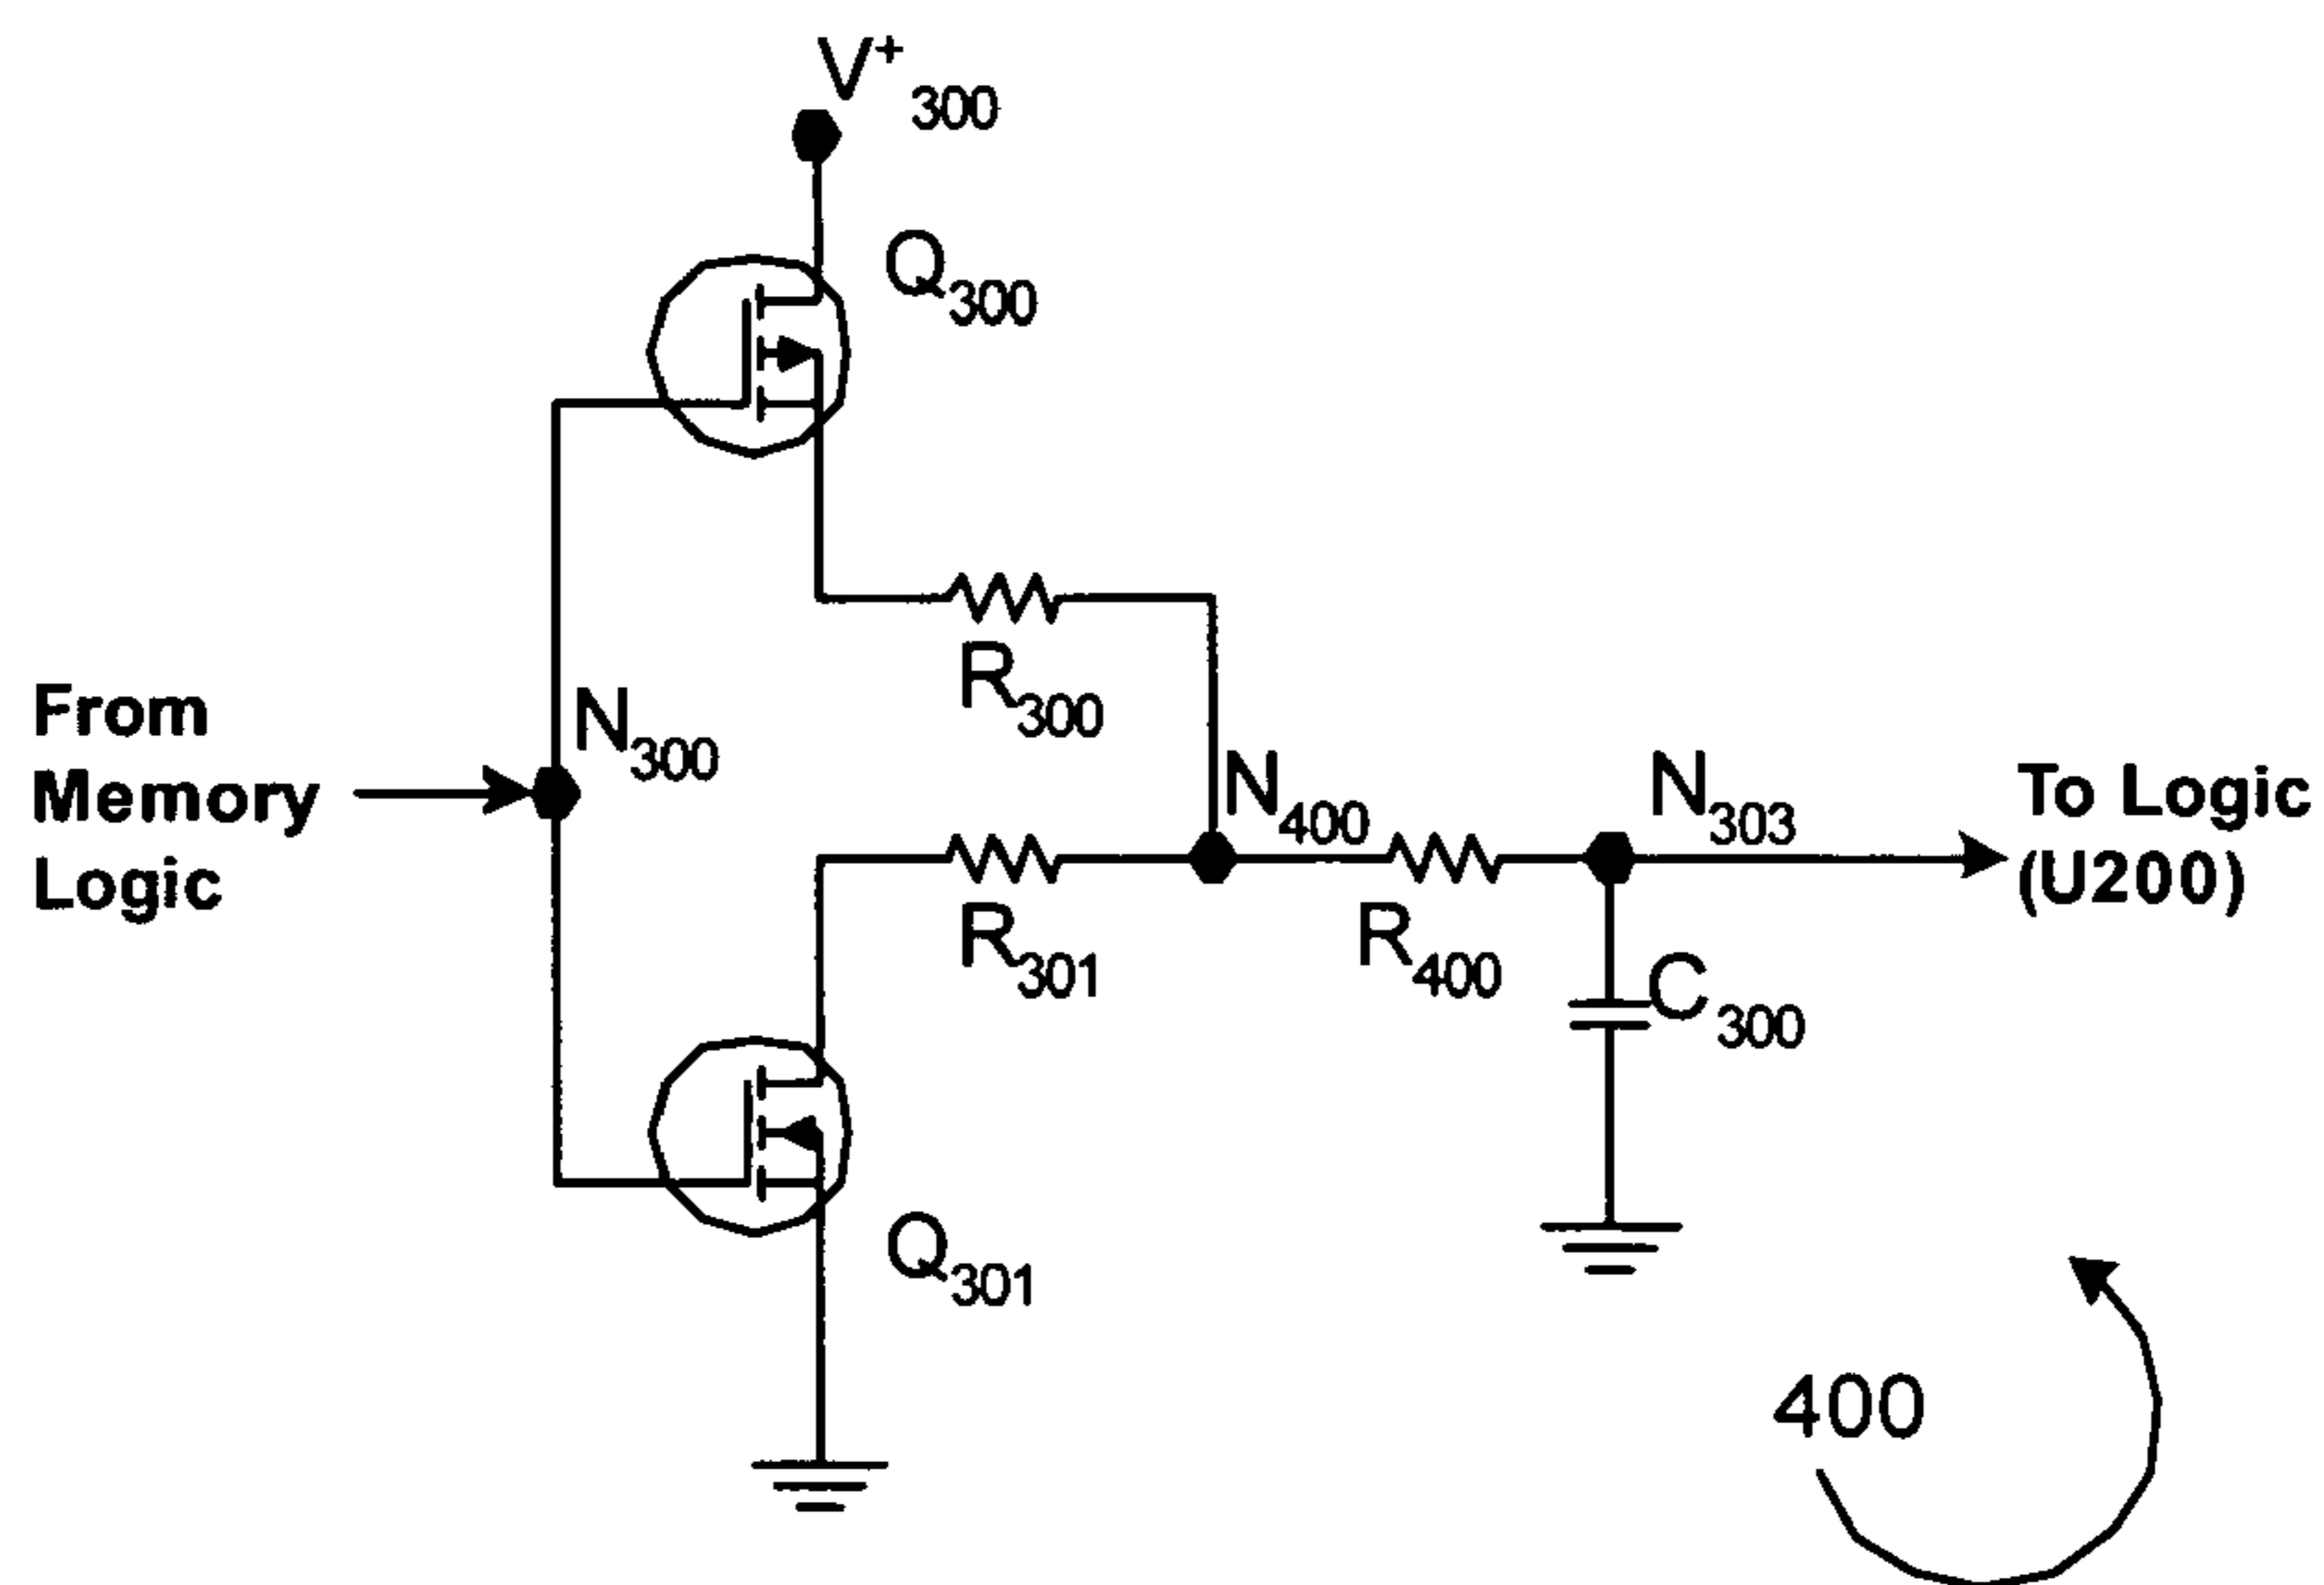 V+300
Q300
R300
From
Memory
Logic
N300
N400
N303
To Logic
(U200)
R301
R400
C300
Q301
400